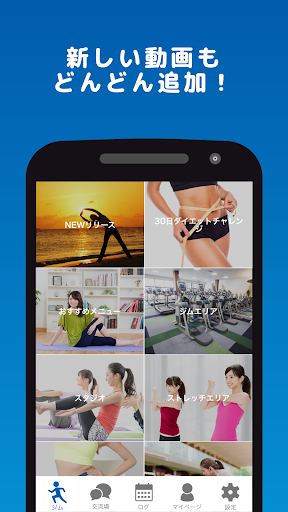 新しい動画も
どんどん追加！
NEWリリース
30日ダイエットチャレン
ジ
おすすめメニュー
ジムエリア
スタジオ
ストレッチエリア
ジム
交流場
ログ
マイページ
設定